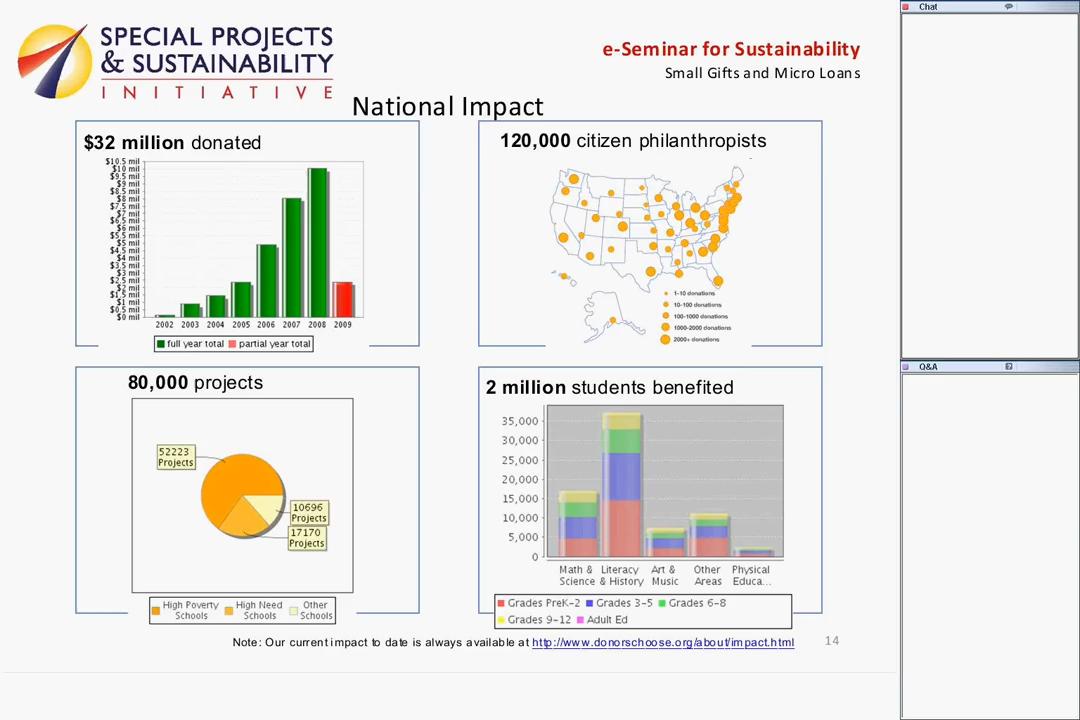 SPECIAL PROJECTS
& SUSTAINABILITY
INITIATIVE
e-Seminar for Sustainability
Small Gifts and Micro Loans
National Impact
$32 million donated
$10.5 mil
$10 mil
$9.5 mil
$9 mil
$8.5 mil
$8 mil
$7.5 mil
$7 mil
$6.5 mil
$6 mil
$5.5 mil
$5 mil
$4.5 mil
$4 mil
$3.5 mil
$3 mil
$2.5 mil
$2 mil
$1.5 mil
$1 mil
$0.5 mil
$0 mil
2002 2003 2004 2005 2006 2007 2008 2009
full year total partial year total
120,000 citizen philanthropists
1-10 donations
10-100 donations
100-1000 donations
1000-2000 donations
2000+ donations
80,000 projects
52223
Projects
10696
Projects
17170
Projects
High Poverty
Schools
High Need
Schools
Other
Schools
2 million students benefited
35,000
30,000
25,000
20,000
15,000
10,000
5,000
0
Math &
Science
Literacy
& History
Art &
Music
Other
Areas
Physical
Educa...
Grades PreK-2 Grades 3-5 Grades 6-8
Grades 9-12 Adult Ed
Note: Our current impact to date is always available at http://www.donorschoose.org/about/impact.html
14
Chat
Q&A